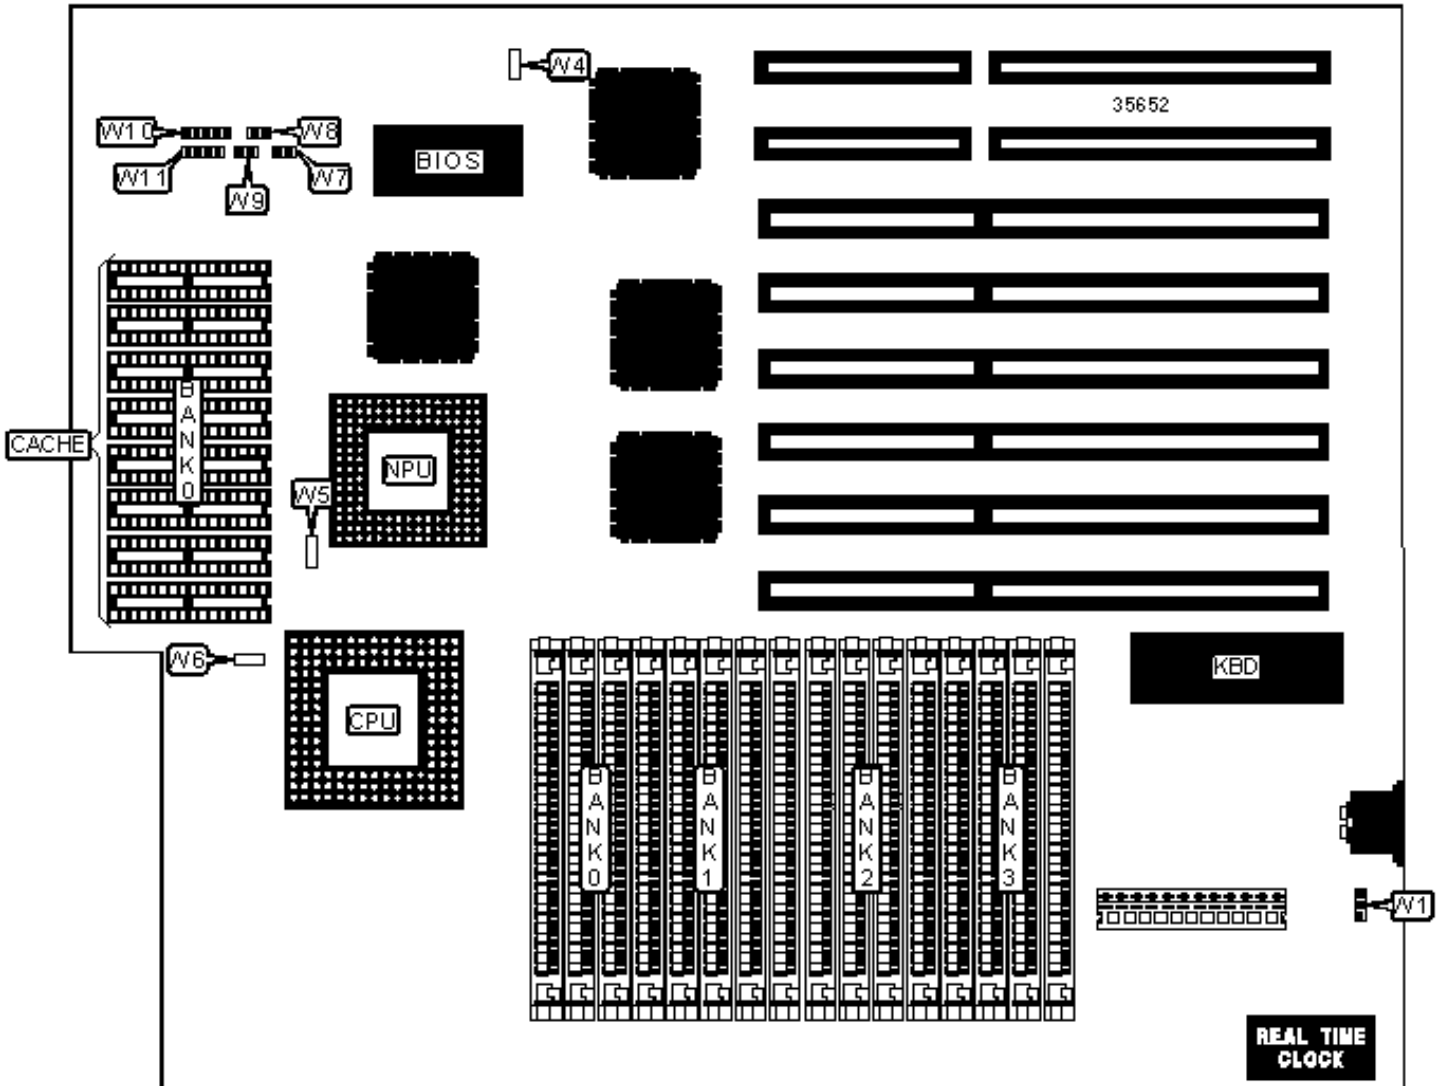 W4
35652
W10
W8
BIOS
W11
W7
W9
BANK0
CACHE
NPU
W5
W6
KBD
CPU
BANK0
BANK1
BANK2
BANK3
W1
REAL TIME
CLOCK